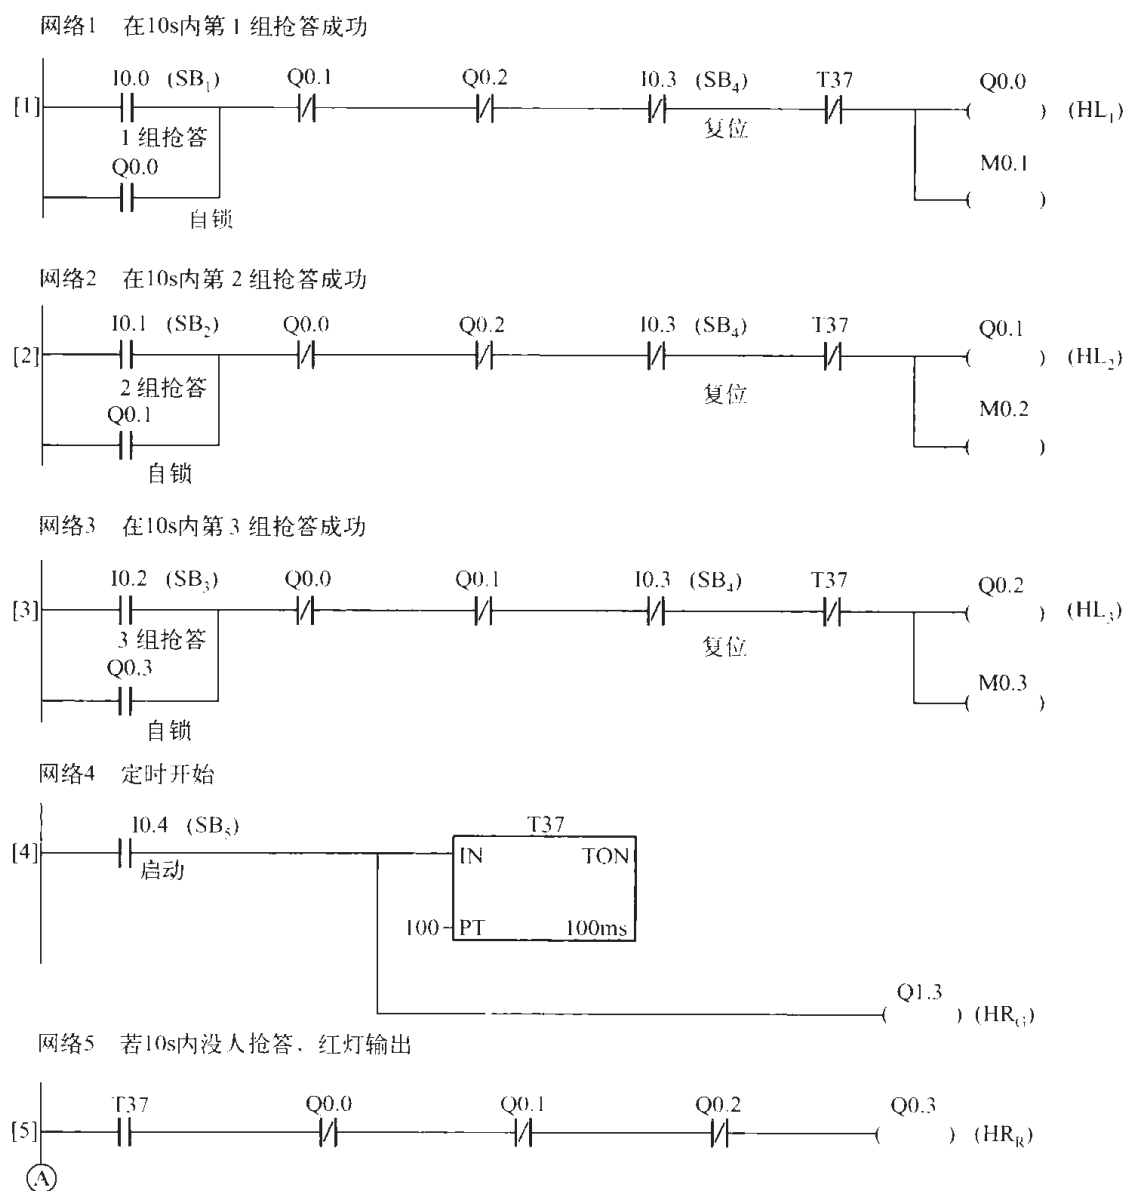 网络1 在10s内第1组抢答成功
I0.0 (SB₁) Q0.1 Q0.2 I0.3 (SB₄) T37 Q0.0
[1] ( ) (HL₁)
1组抢答 复位
Q0.0 M0.1
( )
自锁
网络2 在10s内第2组抢答成功
I0.1 (SB₂) Q0.0 Q0.2 I0.3 (SB₄) T37 Q0.1
[2] ( ) (HL₂)
2组抢答 复位
Q0.1 M0.2
( )
自锁
网络3 在10s内第3组抢答成功
I0.2 (SB₃) Q0.0 Q0.1 I0.3 (SB₄) T37 Q0.2
[3] ( ) (HL₃)
3组抢答 复位
Q0.3 M0.3
( )
自锁
网络4 定时开始
I0.4 (SB₅) T37
[4] IN TON
启动
100 PT 100ms
Q1.3
( ) (HR_G)
网络5 若10s内没人抢答、红灯输出
T37 Q0.0 Q0.1 Q0.2 Q0.3
[5] ( ) (HR_R)
A